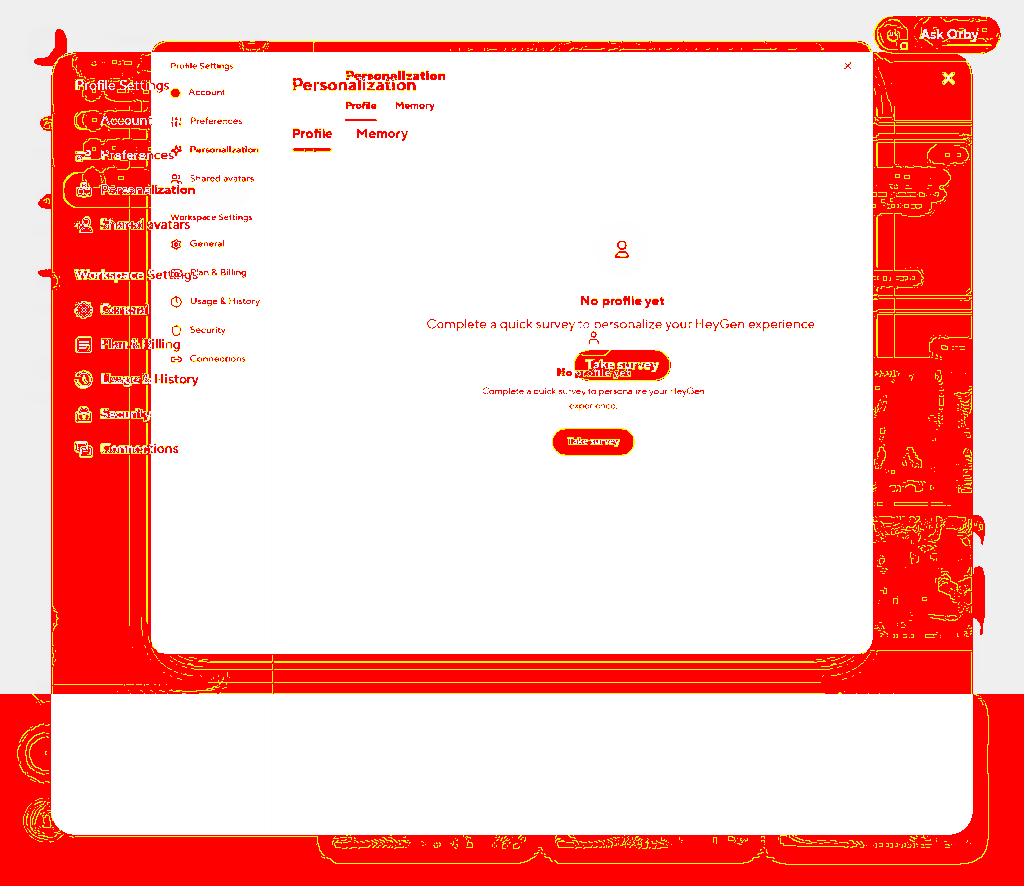 Ask Orby
Profile Settings
Account
Preferences
Personalization
Shared avatars
Workspace Settings
General
Plan & Billing
Usage & History
Security
Connections
Profile Settings
Account
Preferences
Personalization
Shared avatars
Workspace Settings
General
Plan & Billing
Usage & History
Security
Connections
Personalization
Profile Memory
Personalization
Profile Memory
No profile yet
Complete a quick survey to personalize your HeyGen experience
Take survey
No profile yet
Complete a quick survey to personalize your HeyGen
experience.
Take survey